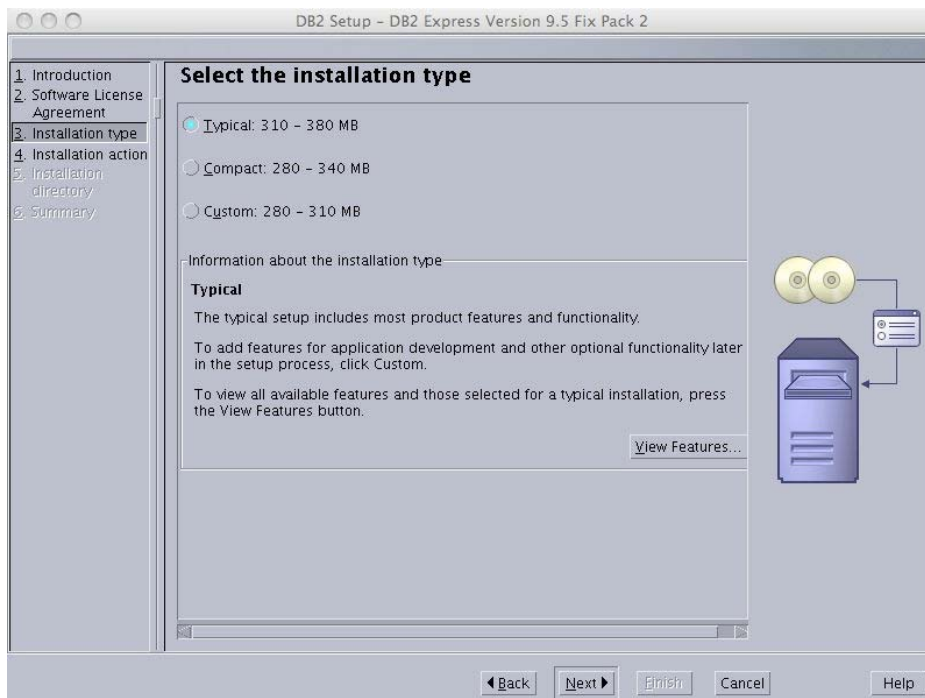 DB2 Setup – DB2 Express Version 9.5 Fix Pack 2
1. Introduction
2. Software License
Agreement
3. Installation type
4. Installation action
5. Installation
directory
6. Summary
Select the installation type
Typical: 310 – 380 MB
Compact: 280 – 340 MB
Custom: 280 – 310 MB
Information about the installation type
Typical
The typical setup includes most product features and functionality.
To add features for application development and other optional functionality later
in the setup process, click Custom.
To view all available features and those selected for a typical installation, press
the View Features button.
View Features...
Back
Next
Finish
Cancel
Help